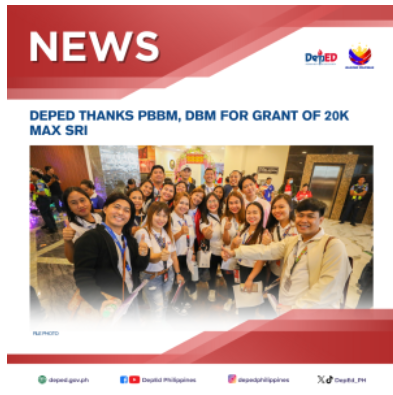 NEWS
DepED
DEPED THANKS PBBM, DBM FOR GRANT OF 20K
MAX SRI
FILE PHOTO
deped.gov.ph
DepEd Philippines
depedphilippines
DepEd_PH